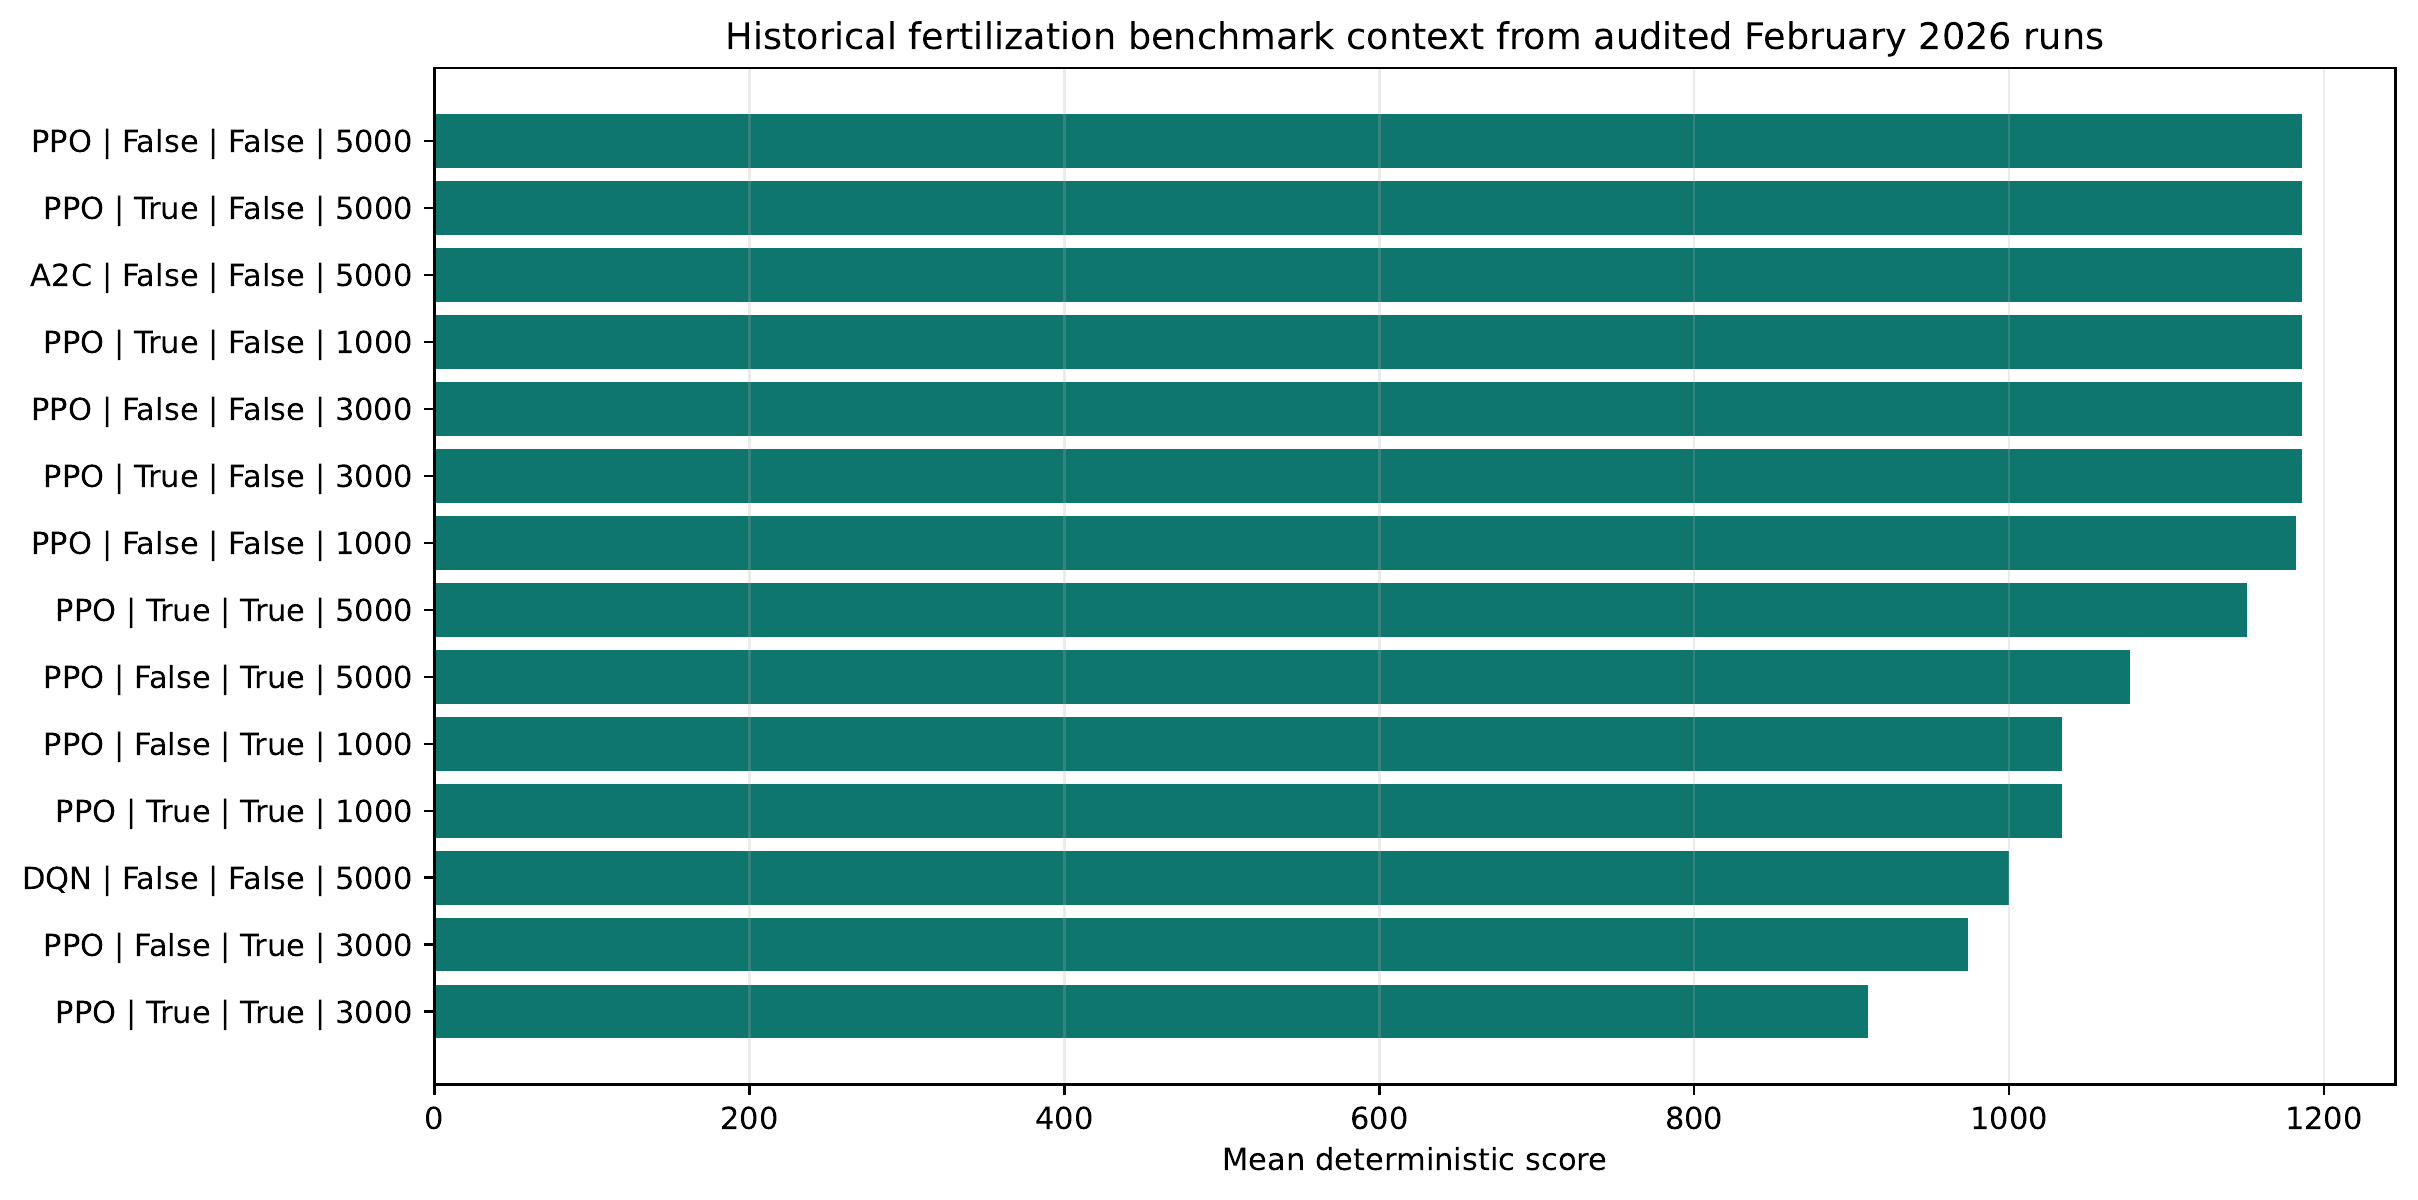 Historical fertilization benchmark context from audited February 2026 runs
PPO | False | False | 5000
PPO | True | False | 5000
A2C | False | False | 5000
PPO | True | False | 1000
PPO | False | False | 3000
PPO | True | False | 3000
PPO | False | False | 1000
PPO | True | True | 5000
PPO | False | True | 5000
PPO | False | True | 1000
PPO | True | True | 1000
DQN | False | False | 5000
PPO | False | True | 3000
PPO | True | True | 3000
0 200 400 600 800 1000 1200
Mean deterministic score